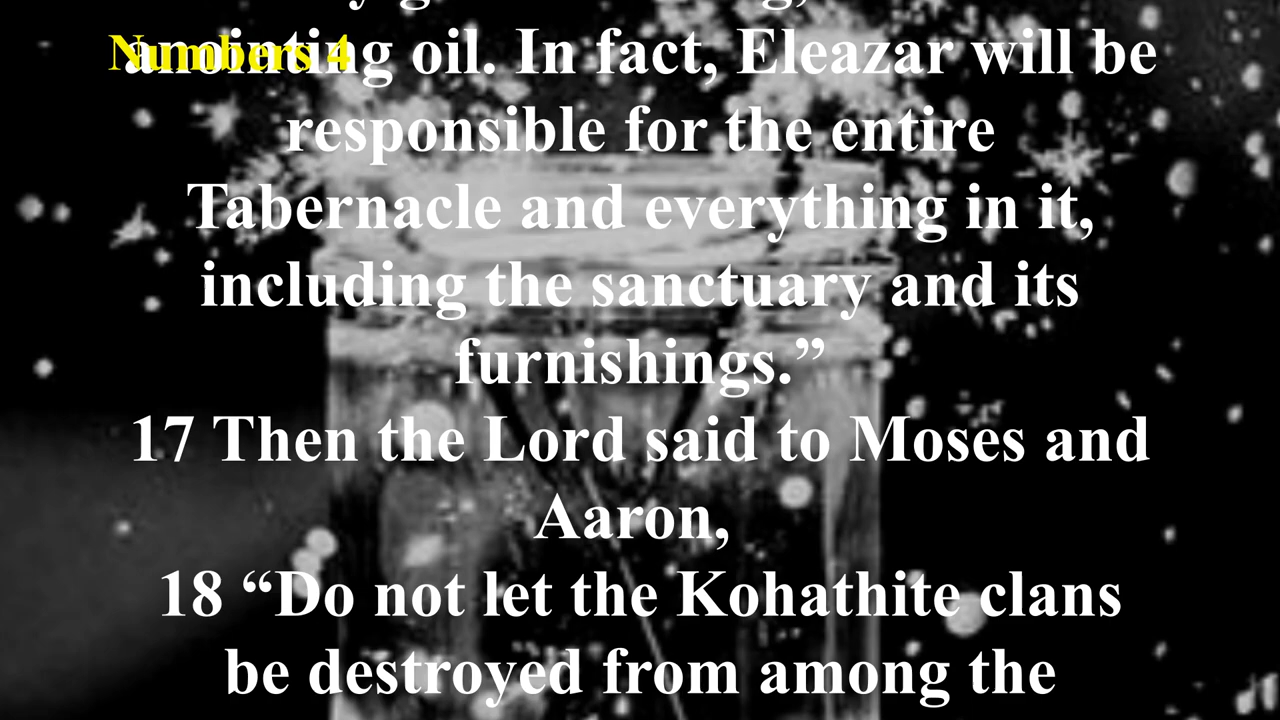 Numbers 4
anointing oil. In fact, Eleazar will be
responsible for the entire
Tabernacle and everything in it,
including the sanctuary and its
furnishings.”
17 Then the Lord said to Moses and
Aaron,
18 “Do not let the Kohathite clans
be destroyed from among the